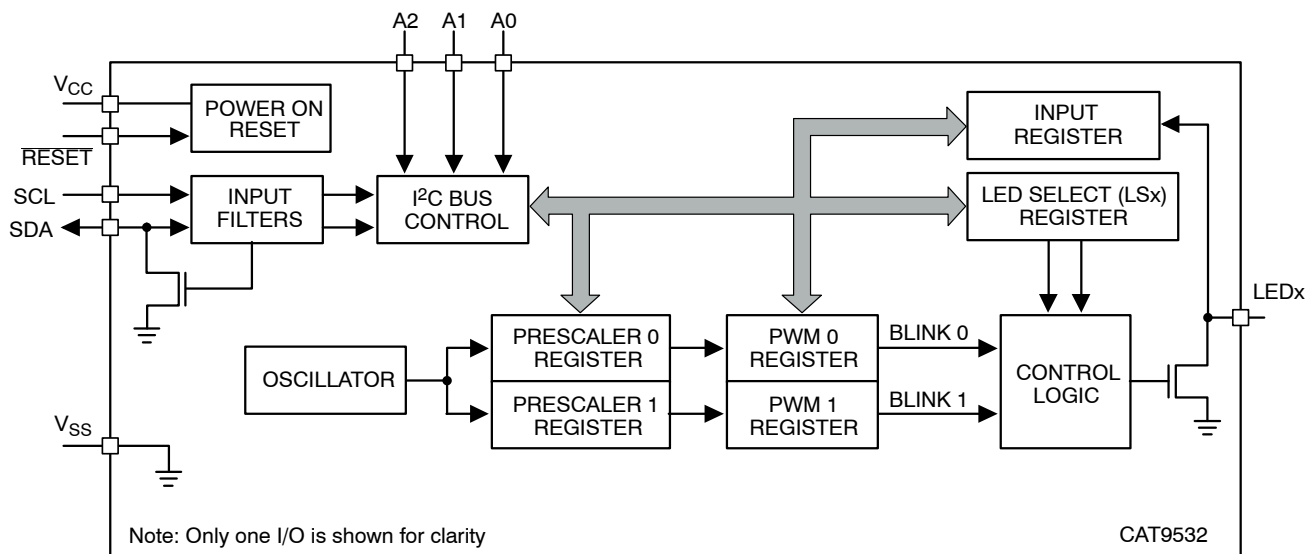 A2 A1 A0
VCC
POWER ON
RESET
RESET
INPUT
REGISTER
SCL
SDA
INPUT
FILTERS
I2C BUS
CONTROL
LED SELECT (LSx)
REGISTER
LEDx
OSCILLATOR
PRESCALER 0
REGISTER
PRESCALER 1
REGISTER
PWM 0
REGISTER
PWM 1
REGISTER
BLINK 0
BLINK 1
CONTROL
LOGIC
VSS
Note: Only one I/O is shown for clarity
CAT9532